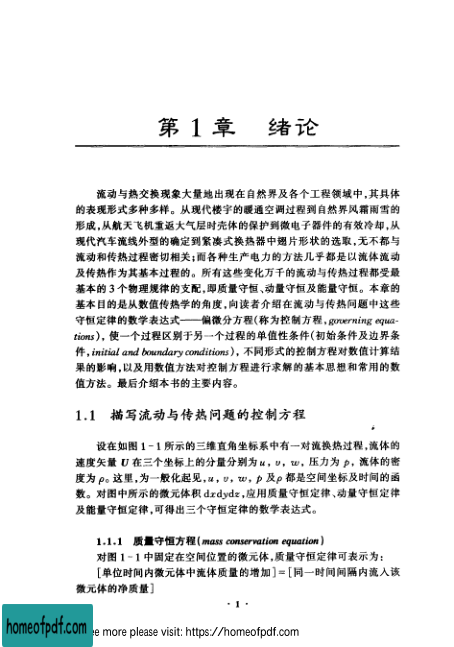 第 1 章 绪论
流动与热交换现象大量地出现在自然界及各个工程领域中,其具体
的表现形式多种多样。从现代楼宇的暖通空调过程到自然界风霜雨雪的
形成,从航天飞机重返大气层时壳体的保护到微电子器件的有效冷却,从
现代汽车流线外型的确定到紧凑式换热器中翅片形状的选取,无不都与
流动和传热过程密切相关;而各种生产电力的方法几乎都是以流体流动
及传热作为其基本过程的。所有这些变化万千的流动与传热过程都受最
基本的 3 个物理规律的支配,即质量守恒、动量守恒及能量守恒。本章的
基本目的是从数值传热学的角度,向读者介绍在流动与传热问题中这些
守恒定律的数学表达式——偏微分方程(称为控制方程, governing equa-
tions), 使一个过程区别于另一个过程的单值性条件(初始条件及边界条
件, initial and boundary conditions), 不同形式的控制方程对数值计算结
果的影响,以及用数值方法对控制方程进行求解的基本思想和常用的数
值方法。最后介绍本书的主要内容。
1.1 描写流动与传热问题的控制方程
设在如图 1-1 所示的三维直角坐标系中有一对流换热过程,流体的
速度矢量 U 在三个坐标上的分量分别为 u, v, w, 压力为 p, 流体的密
度为 ρ。这里,为一般化起见, u, v, w, p 及 ρ 都是空间坐标及时间的函
数。对图中所示的微元体积 dxdydz,应用质量守恒定律、动量守恒定律
及能量守恒定律,可得出三个守恒定律的数学表达式。
1.1.1 质量守恒方程(mass conservation equation)
对图 1-1 中固定在空间位置的微元体,质量守恒定律可表示为:
[单位时间内微元体中流体质量的增加]=[同一时间间隔内流入该
微元体的净质量]
· 1 ·
homeofpdf.com
ee more please visit: https://homeofpdf.com